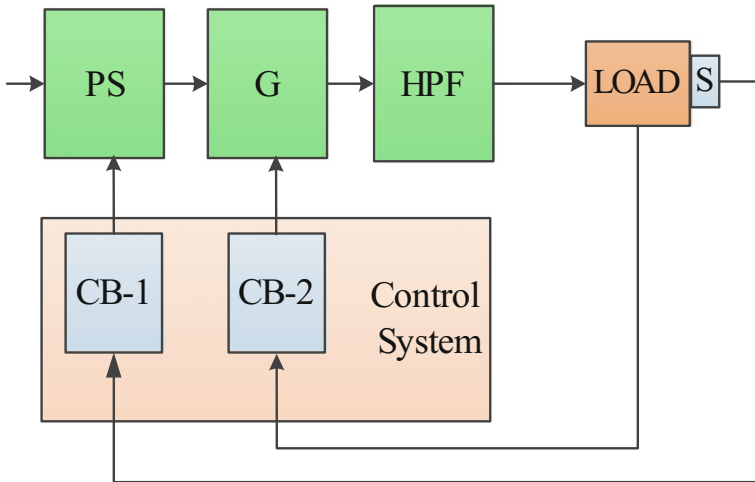 PS
G
HPF
LOAD
S
CB-1
CB-2
Control
System